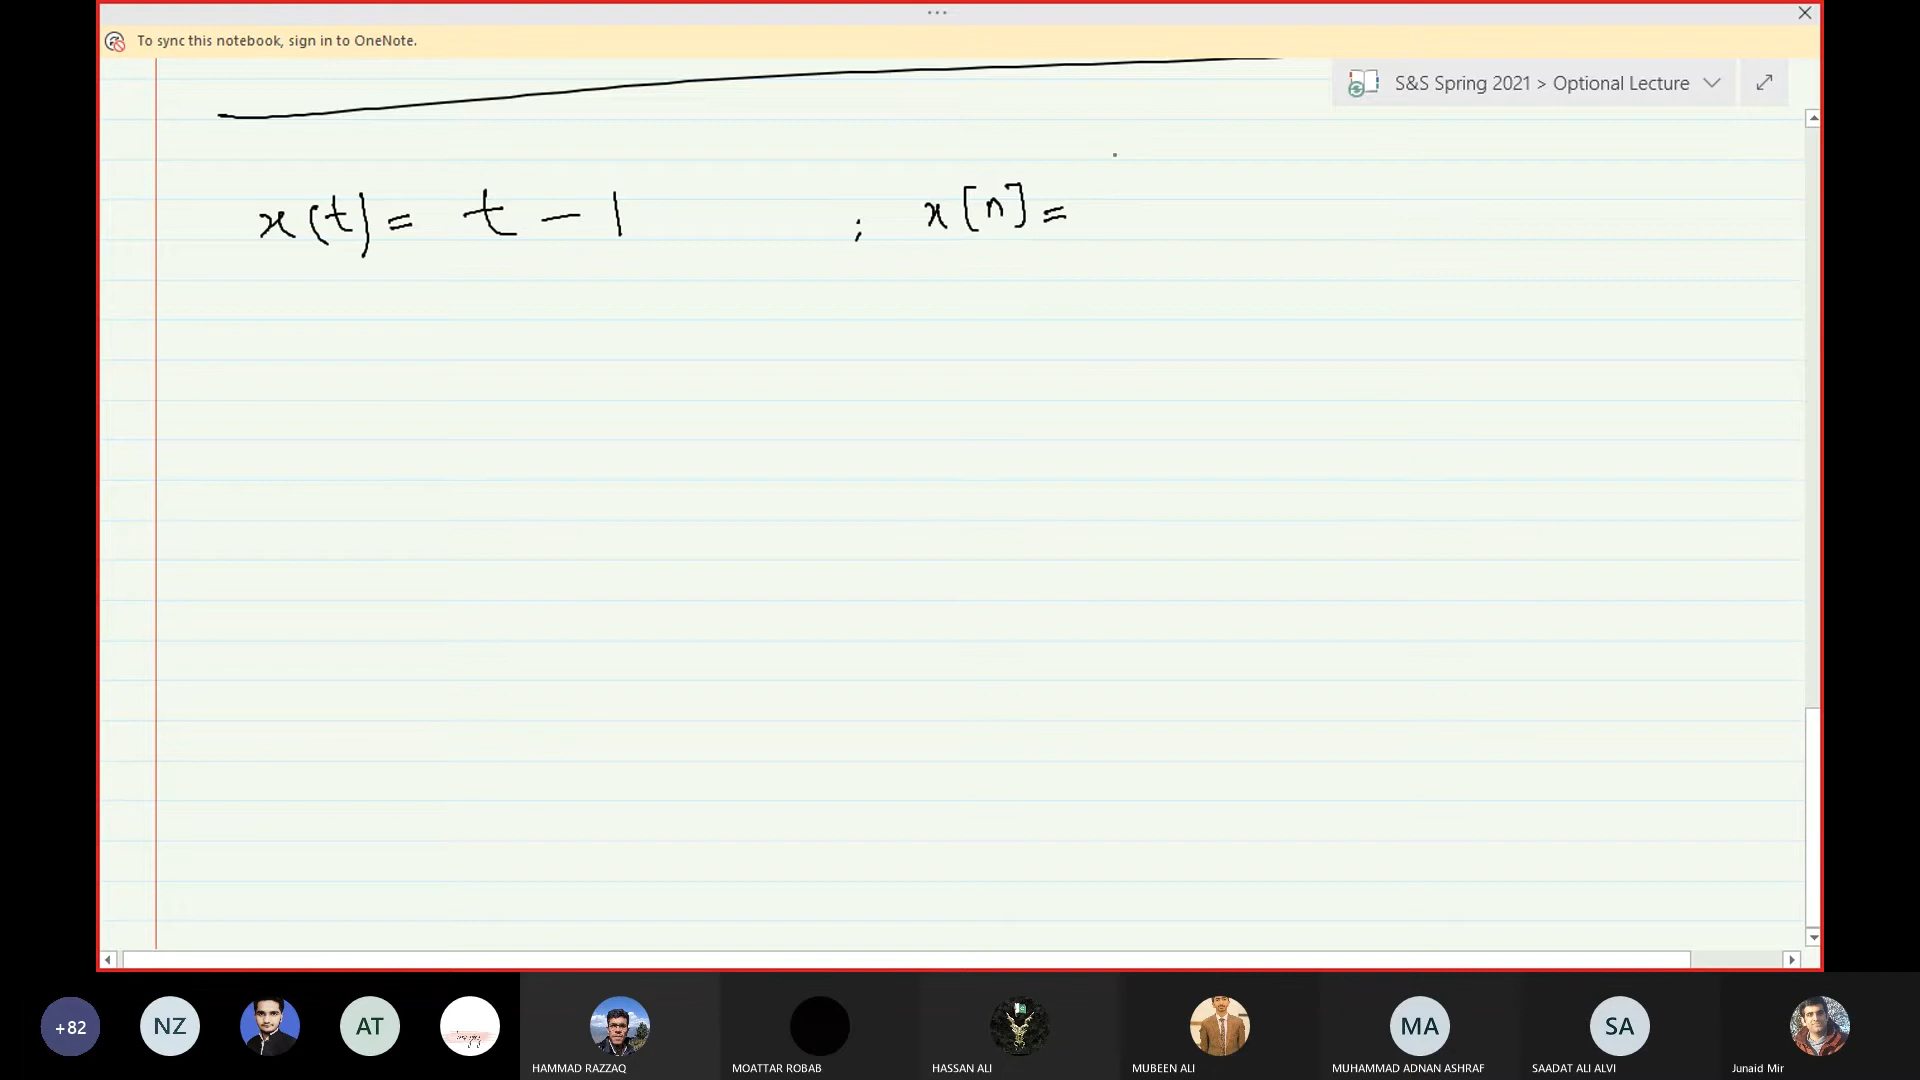 To sync this notebook, sign in to OneNote.
S&S Spring 2021 > Optional Lecture
x(t) = t - 1 ; x[n] =
+82
NZ
AT
MA
SA
HAMMAD RAZZAQ
MOATTAR ROBAB
HASSAN ALI
MUBEEN ALI
MUHAMMAD ADNAN ASHRAF
SAADAT ALI ALVI
Junaid Mir